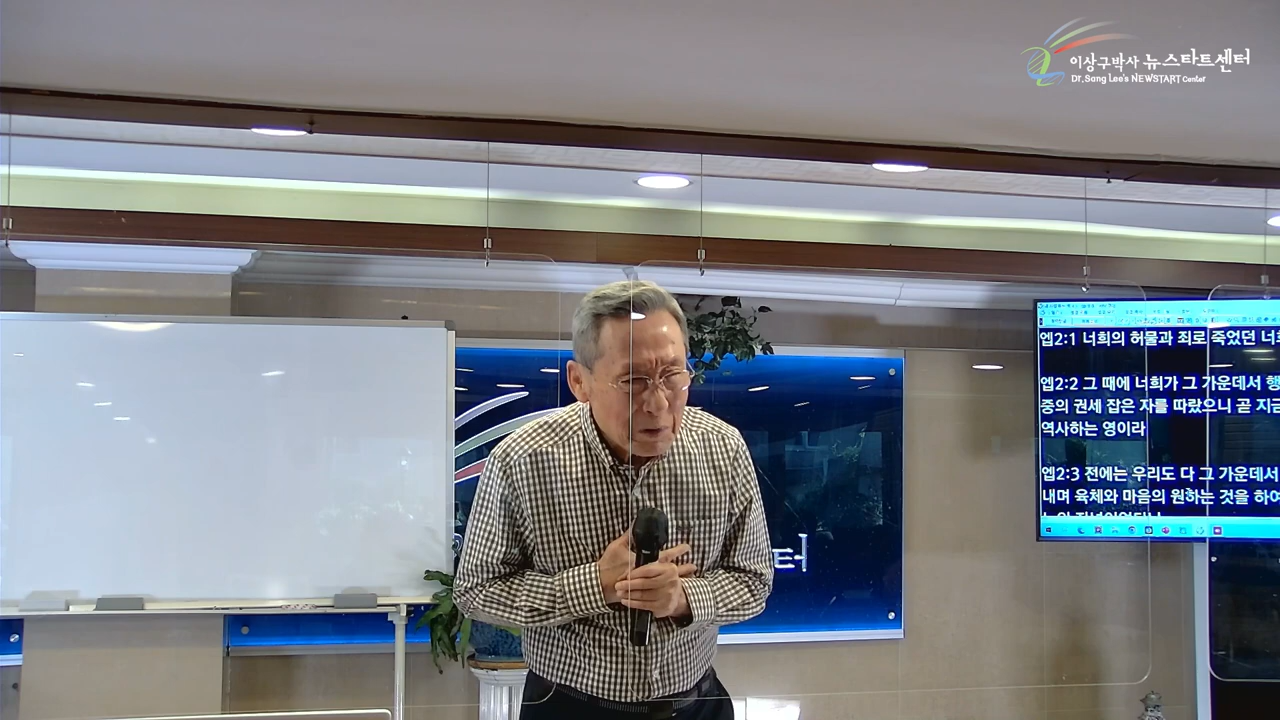 이상구박사 뉴스타트센터
Dr. Sang Lee's NEWSTART Center
엡2:1 너희의 허물과 죄로 죽었던 너희
엡2:2 그 때에 너희가 그 가운데서 행
중의 권세 잡은 자를 따랐으니 곧 지금
역사하는 영이라
엡2:3 전에는 우리도 다 그 가운데서
내며 육체와 마음의 원하는 것을 하여
터